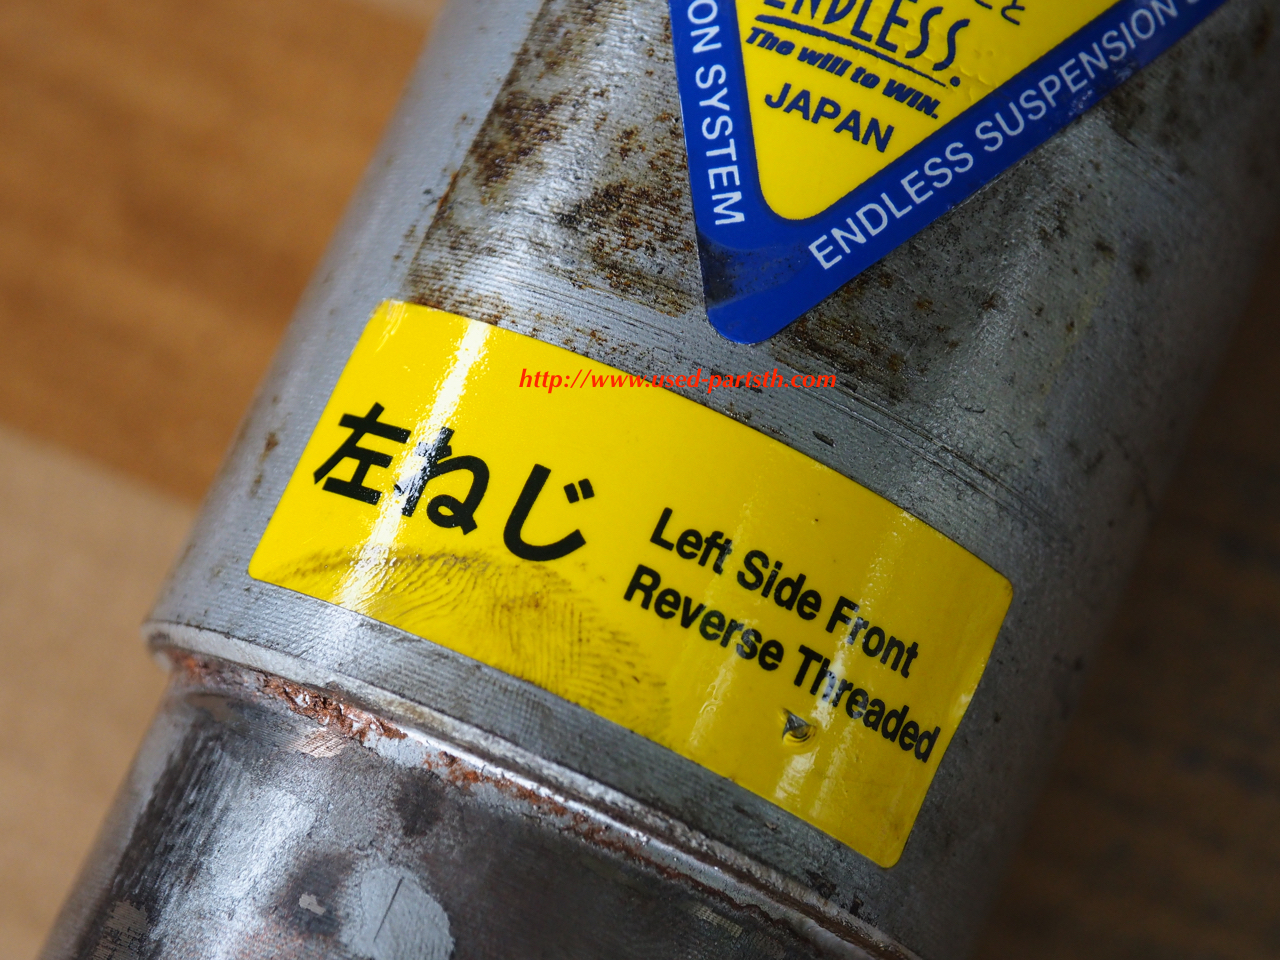 ENDLESS.
The will to WIN.
JAPAN
ON SYSTEM
ENDLESS SUSPENSION
http://www.used-partsth.com
左ねじ
Left Side Front
Reverse Threaded